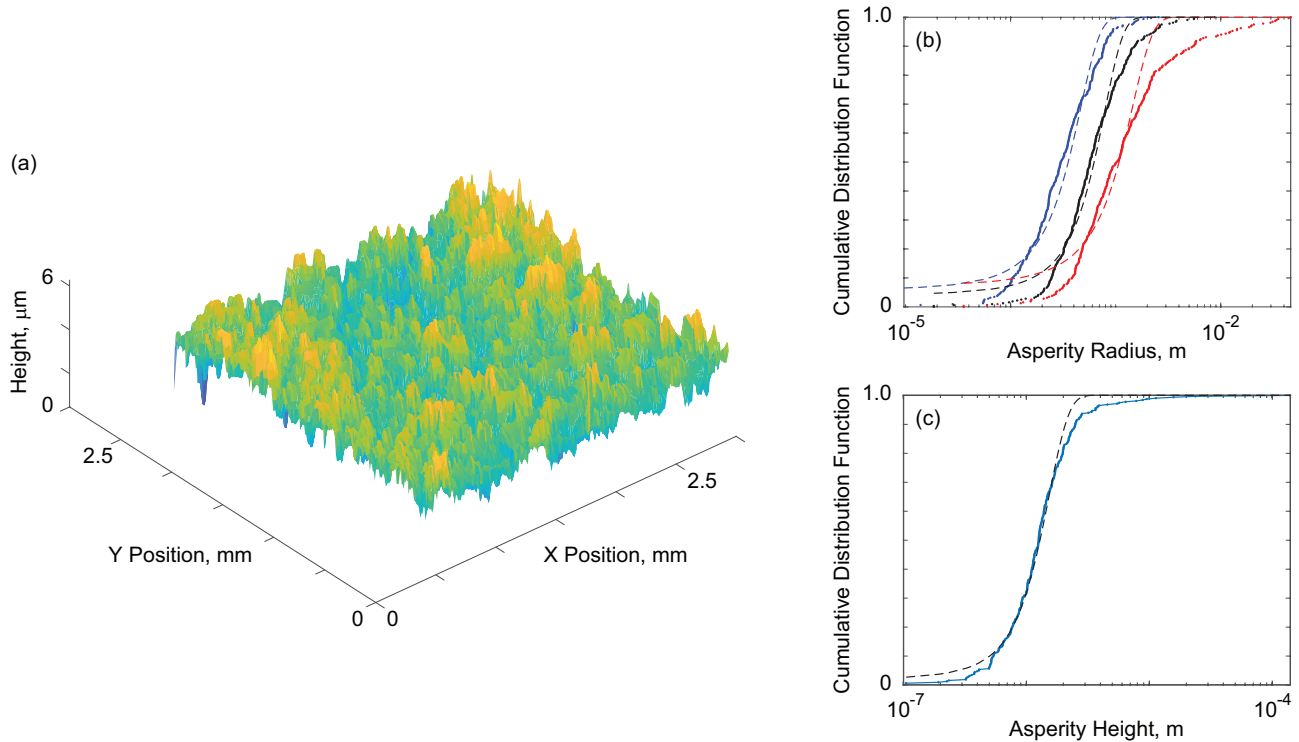 (a)
6
Height, μm
0
2.5
Y Position, mm
0
0
X Position, mm
2.5
(b)
1.0
Cumulative Distribution Function
0
10-5
10-2
Asperity Radius, m
(c)
1.0
Cumulative Distribution Function
0
10-7
10-4
Asperity Height, m